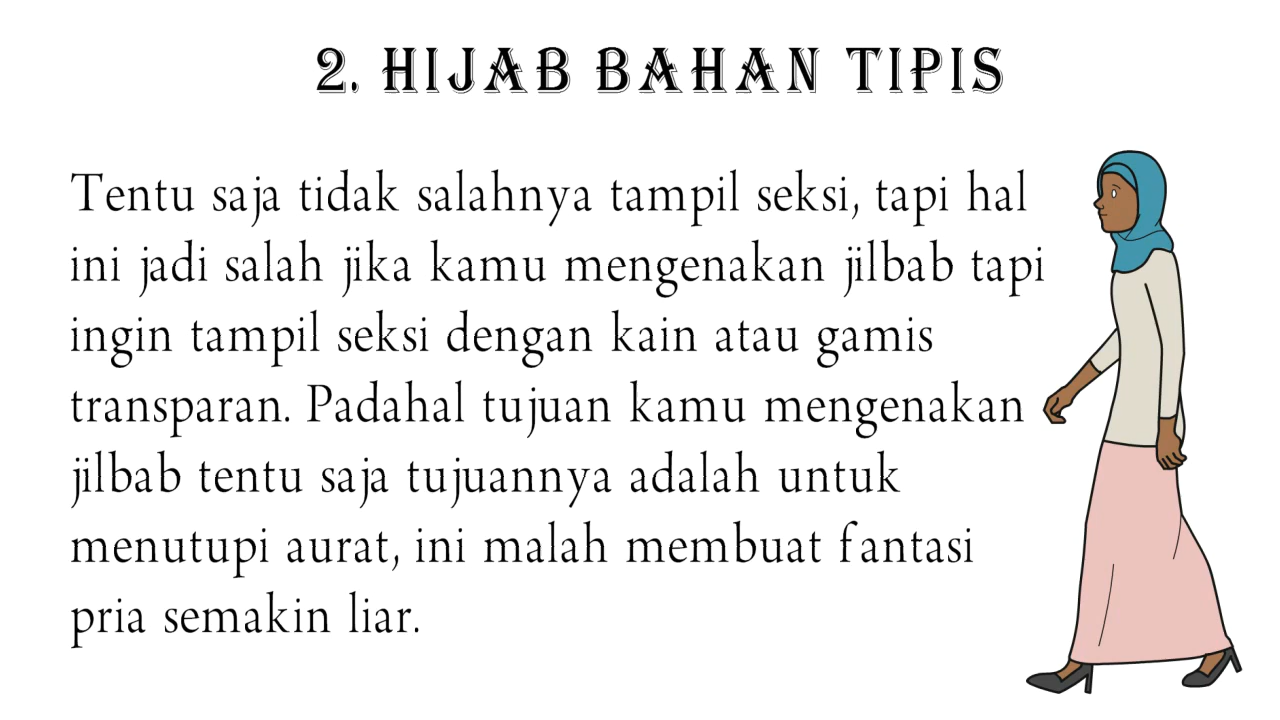 2. HIJAB BAHAN TIPIS
Tentu saja tidak salahnya tampil seksi, tapi hal
ini jadi salah jika kamu mengenakan jilbab tapi
ingin tampil seksi dengan kain atau gamis
transparan. Padahal tujuan kamu mengenakan
jilbab tentu saja tujuannya adalah untuk
menutupi aurat, ini malah membuat fantasi
pria semakin liar.